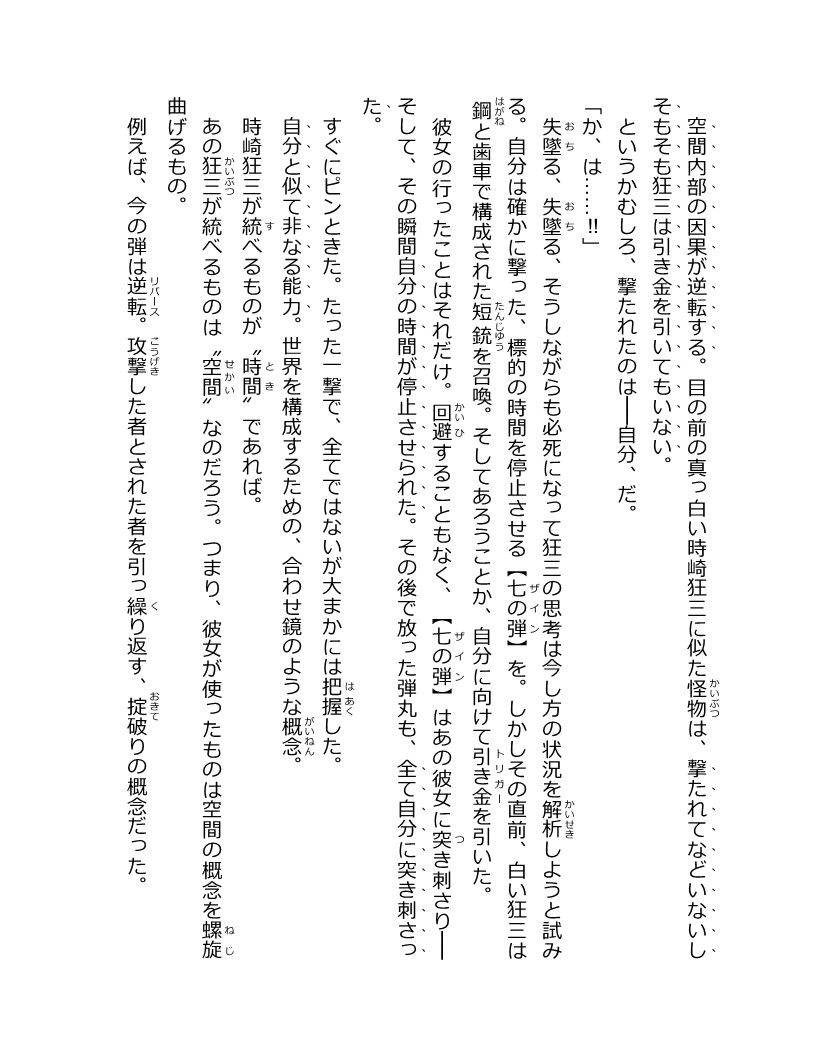 空間内部の因果が逆転する。目の前の真っ白い時崎狂三に似た怪物は、撃たれてなどいないし
そもそも狂三は引き金を引いてもいない。
というかむしろ、撃たれたのは──自分、だ。
「か、は……‼」
失墜る、失墜る、そうしながらも必死になって狂三の思考は今し方の状況を解析しようと試み
る。自分は確かに撃った、標的の時間を停止させる【七の弾】を。しかしその直前、白い狂三は
鋼と歯車で構成された短銃を召喚。そしてあろうことか、自分に向けて引き金を引いた。
彼女の行ったことはそれだけ。回避することもなく、【七の弾】はあの彼女に突き刺さり──
そして、その瞬間自分の時間が停止させられた。その後で放った弾丸も、全て自分に突き刺さっ
た。
すぐにピンときた。たった一撃で、全てではないが大まかには把握した。
自分と似て非なる能力。世界を構成するための、合わせ鏡のような概念。
時崎狂三が統べるものが〝時間〟であれば。
あの狂三が統べるものは〝空間〟なのだろう。つまり、彼女が使ったものは空間の概念を螺旋
曲げるもの。
例えば、今の弾は逆転。攻撃した者とされた者を引っ繰り返す、掟破りの概念だった。